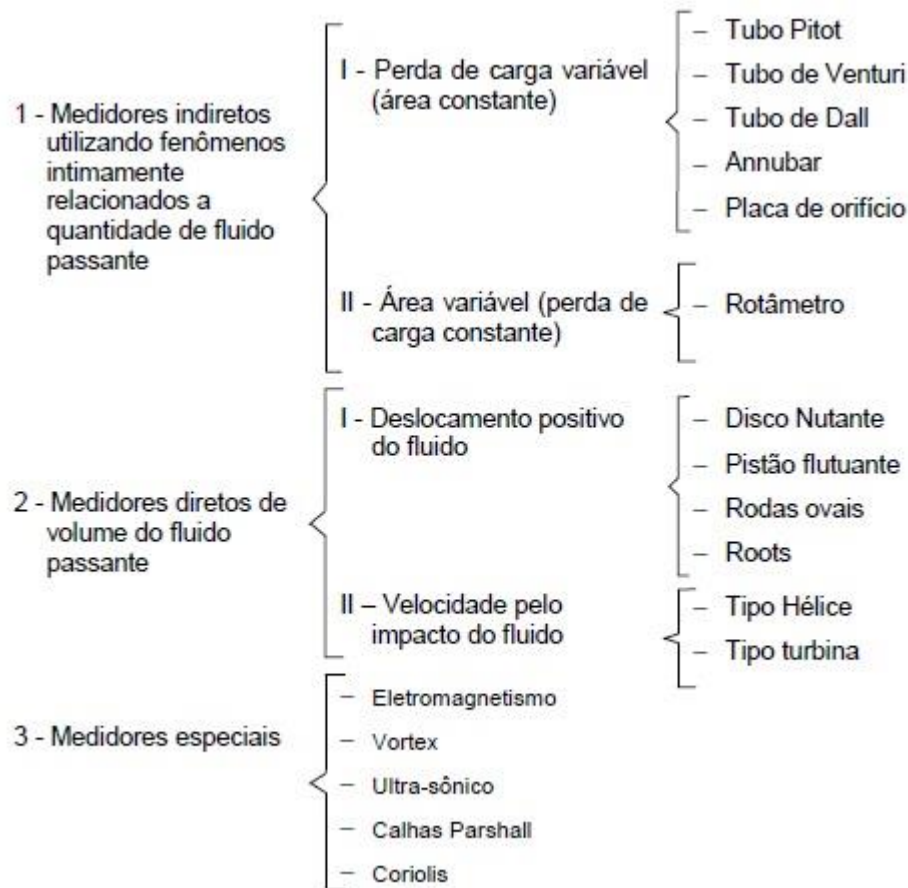 1 - Medidores indiretos
utilizando fenômenos
intimamente
relacionados a
quantidade de fluido
passante
I - Perda de carga variável
(área constante)
– Tubo Pitot
– Tubo de Venturi
– Tubo de Dall
– Annubar
– Placa de orifício
II - Área variável (perda de
carga constante)
– Rotâmetro
2 - Medidores diretos de
volume do fluido
passante
I - Deslocamento positivo
do fluido
– Disco Nutante
– Pistão flutuante
– Rodas ovais
– Roots
II – Velocidade pelo
impacto do fluido
– Tipo Hélice
– Tipo turbina
3 - Medidores especiais
– Eletromagnetismo
– Vortex
– Ultra-sônico
– Calhas Parshall
– Coriolis